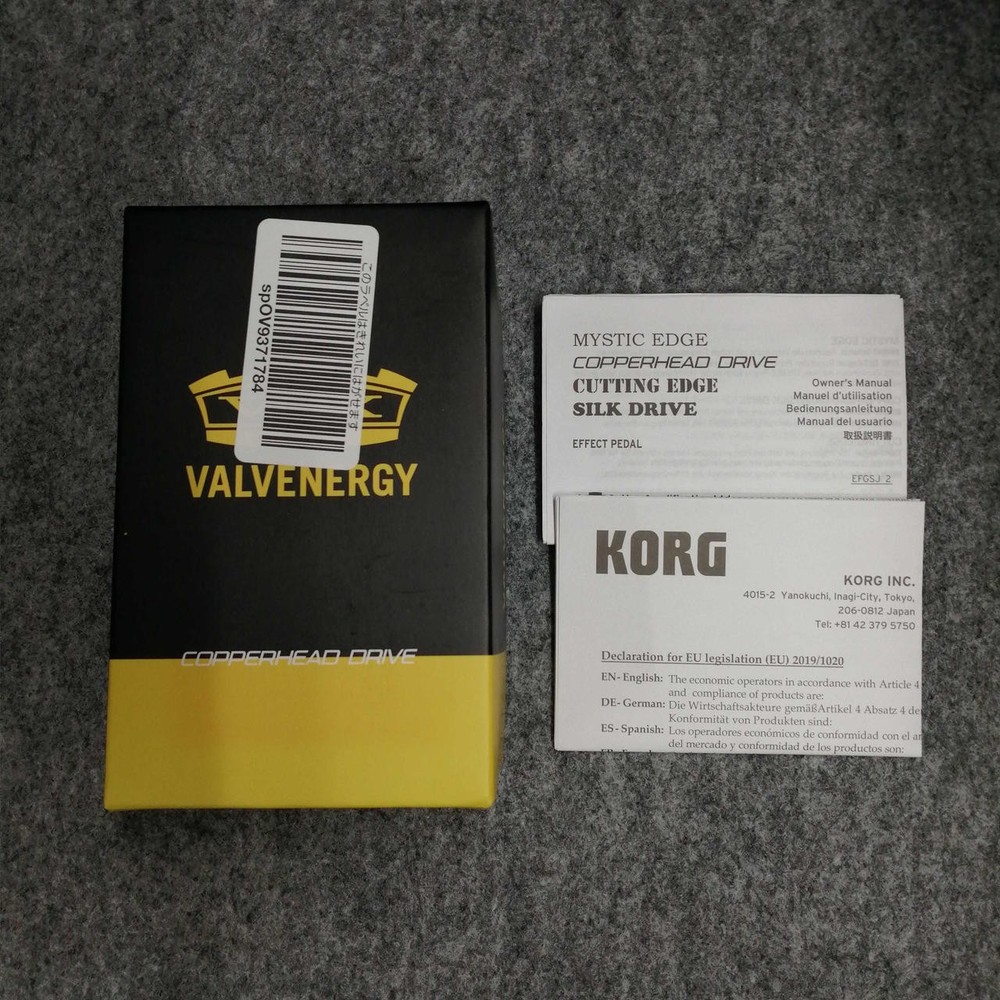 このラベルはきれいにはがせます
spOV9371784
VALVENERGY
COPPERHEAD DRIVE
MYSTIC EDGE
COPPERHEAD DRIVE
CUTTING EDGE
SILK DRIVE
EFFECT PEDAL
Owner's Manual
Manuel d'utilisation
Bedienungsanleitung
Manual del usuario
取扱説明書
EFGSJ 2
KORG
KORG INC.
4015-2 Yanokuchi, Inagi-City, Tokyo,
206-0812 Japan
Tel: +81 42 379 5750
Declaration for EU legislation (EU) 2019/1020
EN- English: The economic operators in accordance with Article 4
and compliance of products are:
DE- German: Die Wirtschaftsakteure gemäßArtikel 4 Absatz 4 der
Konformität von Produkten sind:
ES - Spanish: Los operadores económicos de conformidad con el ar
del mercado y conformidad de los productos son: